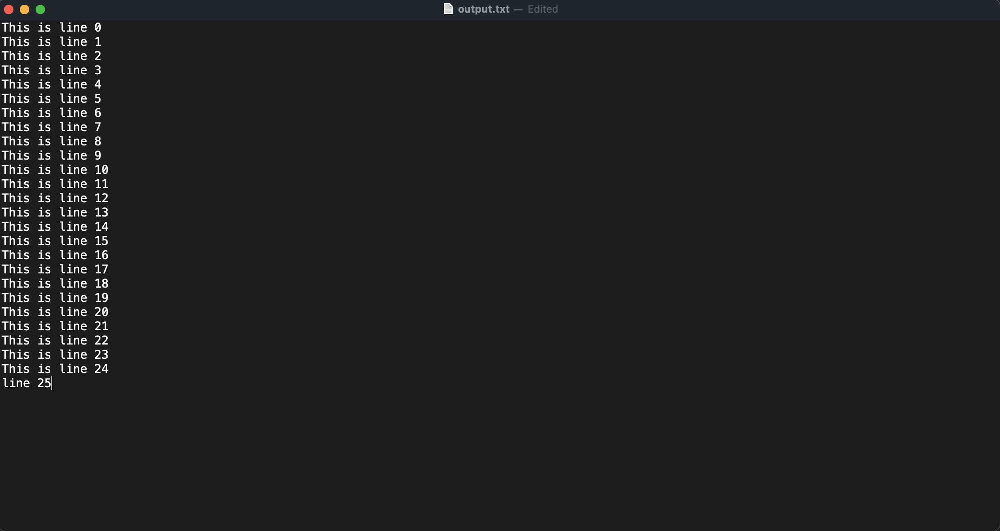 output.txt — Edited
This is line 0
This is line 1
This is line 2
This is line 3
This is line 4
This is line 5
This is line 6
This is line 7
This is line 8
This is line 9
This is line 10
This is line 11
This is line 12
This is line 13
This is line 14
This is line 15
This is line 16
This is line 17
This is line 18
This is line 19
This is line 20
This is line 21
This is line 22
This is line 23
This is line 24
line 25